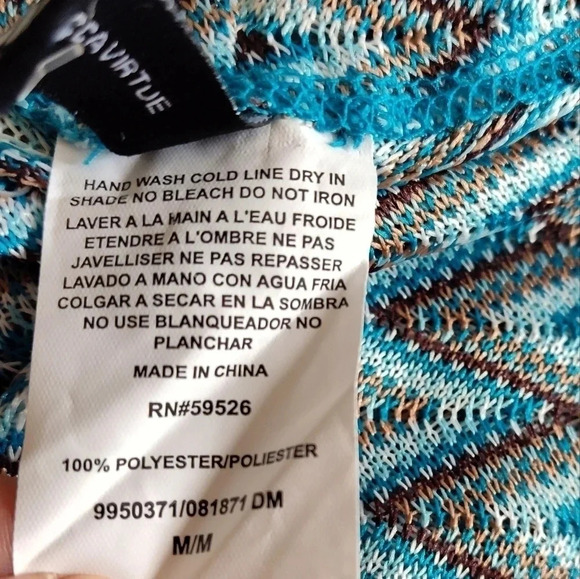 CCA VIRTUE
HAND WASH COLD LINE DRY IN
SHADE NO BLEACH DO NOT IRON
LAVER A LA MAIN A L'EAU FROIDE
ETENDRE A L'OMBRE NE PAS
JAVELLISER NE PAS REPASSER
LAVADO A MANO CON AGUA FRIA
COLGAR A SECAR EN LA SOMBRA
NO USE BLANQUEADOR NO
PLANCHAR
MADE IN CHINA
RN#59526
100% POLYESTER/POLIESTER
9950371/081871 DM
M/M